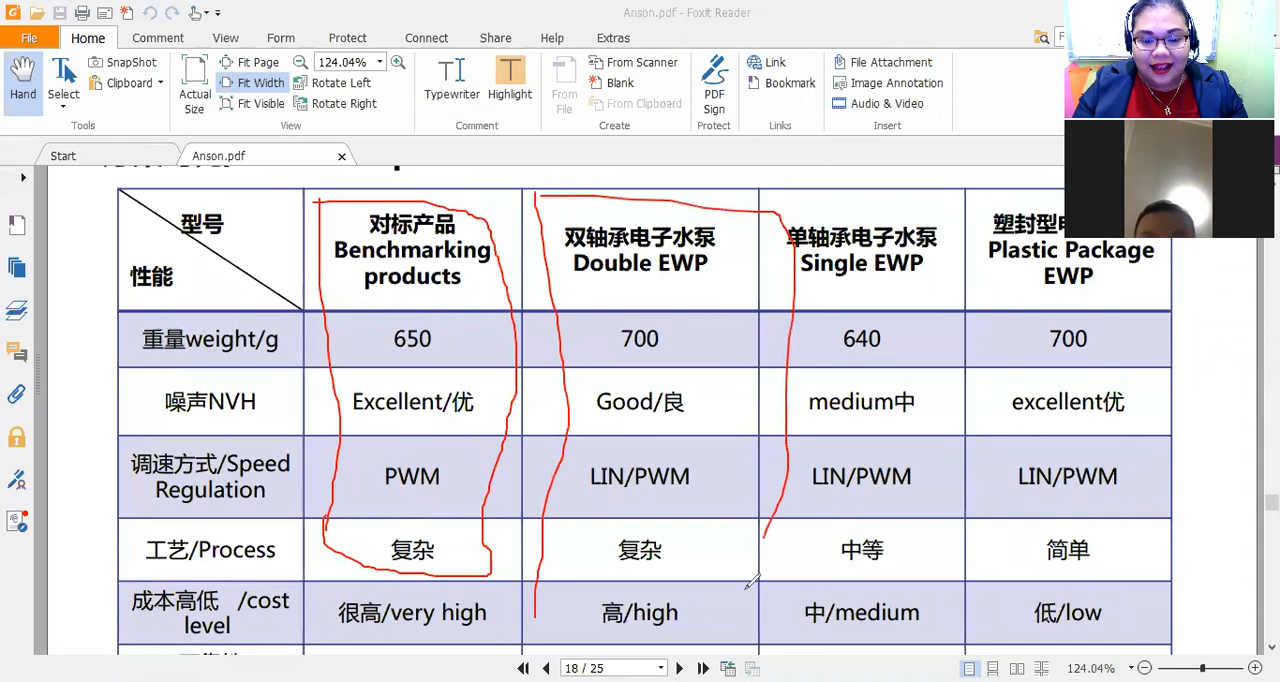 Anson.pdf - Foxit Reader
File Home Comment View Form Protect Connect Share Help Extras
Hand
Select
SnapShot
Clipboard
Actual Size
Fit Page
Fit Width
Fit Visible
124.04%
Rotate Left
Rotate Right
Typewriter
Highlight
From File
From Scanner
Blank
From Clipboard
PDF Sign
Link
Bookmark
File Attachment
Image Annotation
Audio & Video
Tools View Comment Create Protect Links Insert
Start Anson.pdf
型号
性能
对标产品
Benchmarking
products
双轴承电子水泵
Double EWP
单轴承电子水泵
Single EWP
塑封型
Plastic Package
EWP
重量weight/g 650 700 640 700
噪声NVH Excellent/优 Good/良 medium中 excellent优
调速方式/Speed
Regulation
PWM LIN/PWM LIN/PWM LIN/PWM
工艺/Process 复杂 复杂 中等 简单
成本高低 /cost
level
很高/very high 高/high 中/medium 低/low
18 / 25
124.04%